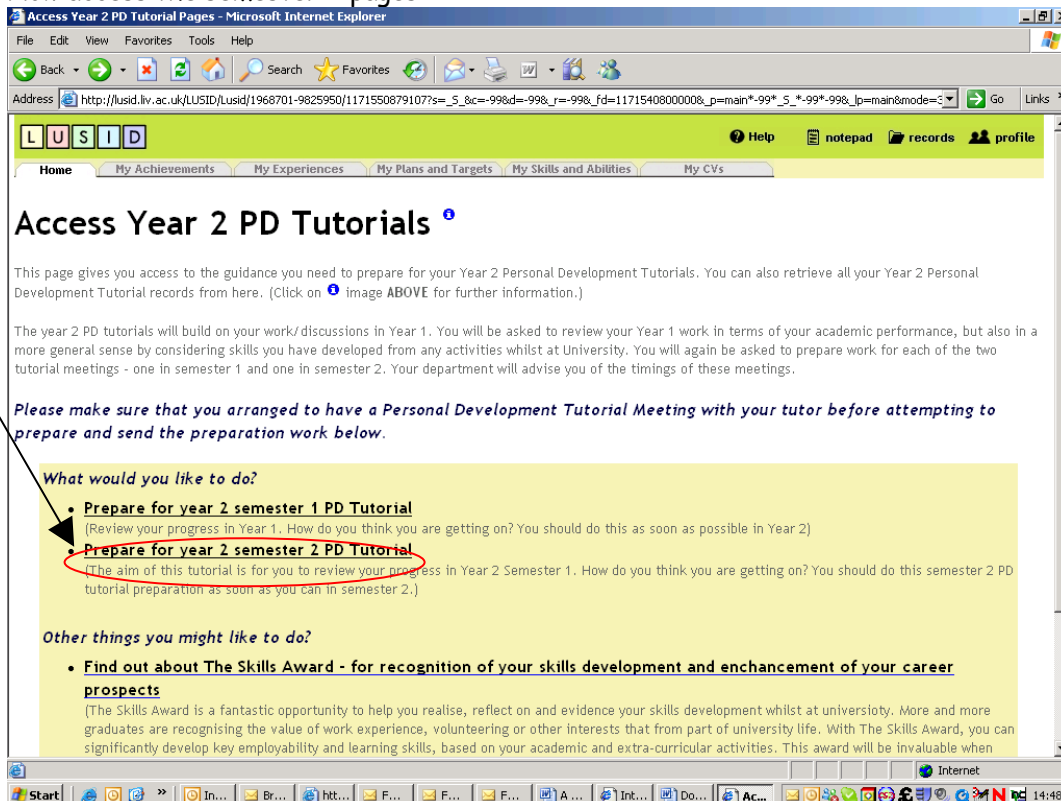 Access Year 2 PD Tutorial Pages - Microsoft Internet Explorer
File Edit View Favorites Tools Help
Back Search Favorites
Address http://lusid.liv.ac.uk/LUSID/Lusid/1968701-9825950/1171550879107?s=_5_&c=-99&d=-99&_r=-99&_fd=1171540800000&_p=main*-99*_5_*-99*-99&_lp=main&mode=3 Go Links
L U S I D Help notepad records profile
Home My Achievements My Experiences My Plans and Targets My Skills and Abilities My CVs
Access Year 2 PD Tutorials
This page gives you access to the guidance you need to prepare for your Year 2 Personal Development Tutorials. You can also retrieve all your Year 2 Personal
Development Tutorial records from here. (Click on image ABOVE for further information.)
The year 2 PD tutorials will build on your work/discussions in Year 1. You will be asked to review your Year 1 work in terms of your academic performance, but also in a
more general sense by considering skills you have developed from any activities whilst at University. You will again be asked to prepare work for each of the two
tutorial meetings - one in semester 1 and one in semester 2. Your department will advise you of the timings of these meetings.
Please make sure that you arranged to have a Personal Development Tutorial Meeting with your tutor before attempting to
prepare and send the preparation work below.
What would you like to do?
• Prepare for year 2 semester 1 PD Tutorial
(Review your progress in Year 1. How do you think you are getting on? You should do this as soon as possible in Year 2)
• Prepare for year 2 semester 2 PD Tutorial
(The aim of this tutorial is for you to review your progress in Year 2 Semester 1. How do you think you are getting on? You should do this semester 2 PD
tutorial preparation as soon as you can in semester 2.)
Other things you might like to do?
• Find out about The Skills Award - for recognition of your skills development and enchancement of your career
prospects
(The Skills Award is a fantastic opportunity to help you realise, reflect on and evidence your skills development whilst at universioty. More and more
graduates are recognising the value of work experience, volunteering or other interests that from part of university life. With The Skills Award, you can
significantly develop key employability and learning skills, based on your academic and extra-curricular activities. This award will be invaluable when
Internet
Start » In... Br... htt... F... F... F... A ... Int... Do... Ac... 14:48